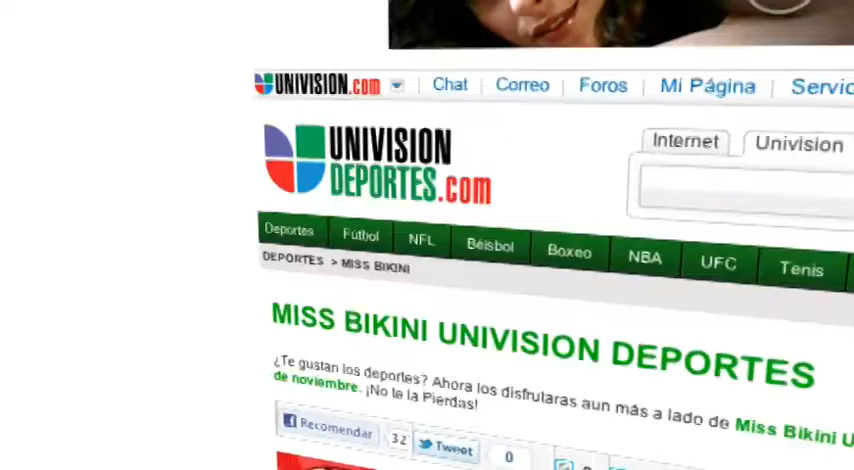 UNIVISION.com Chat Correo Foros Mi Página Servic
UNIVISION
DEPORTES.com
Internet Univision
Deportes Fútbol NFL Béisbol Boxeo NBA UFC Tenis
DEPORTES > MISS BIKINI
MISS BIKINI UNIVISION DEPORTES
¿Te gustan los deportes? Ahora los disfrutaras aun más a lado de Miss Bikini U
de noviembre. ¡No te la Pierdas!
Recomendar 32 Tweet 0